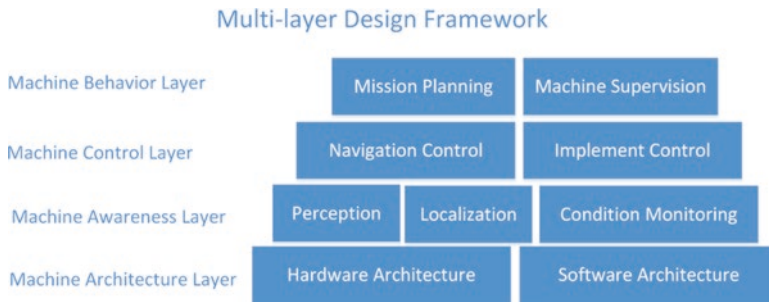 Multi-layer Design Framework
Machine Behavior Layer Mission Planning Machine Supervision
Machine Control Layer Navigation Control Implement Control
Machine Awareness Layer Perception Localization Condition Monitoring
Machine Architecture Layer Hardware Architecture Software Architecture